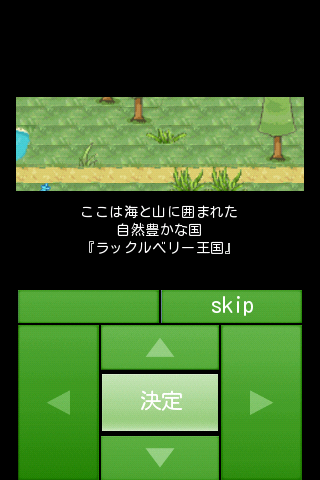 ここは海と山に囲まれた
自然豊かな国
『ラックルベリー王国』
skip
決定